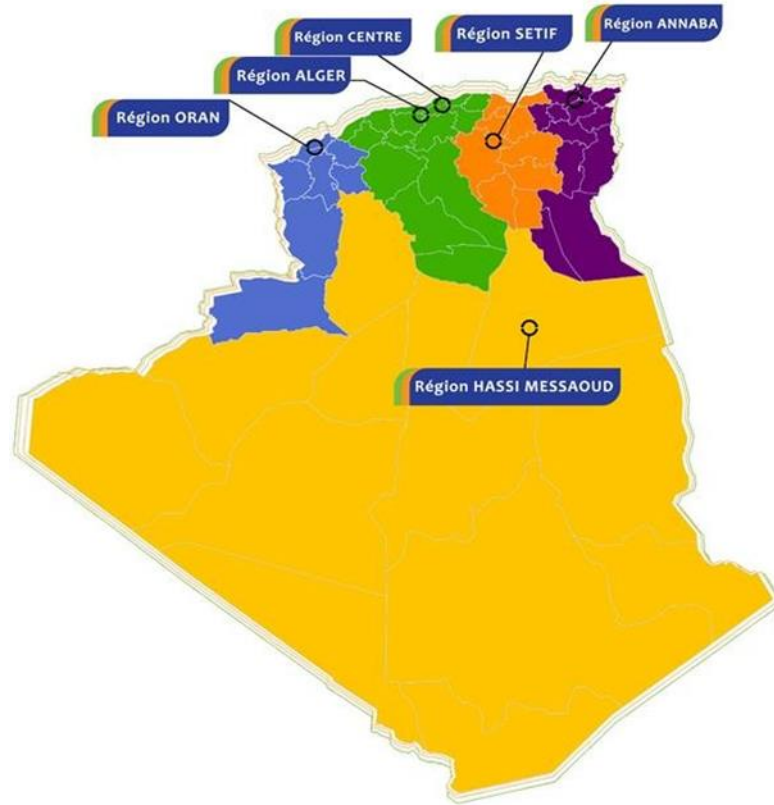 Région CENTRE
Région SETIF
Région ANNABA
Région ALGER
Région ORAN
Région HASSI MESSAOUD